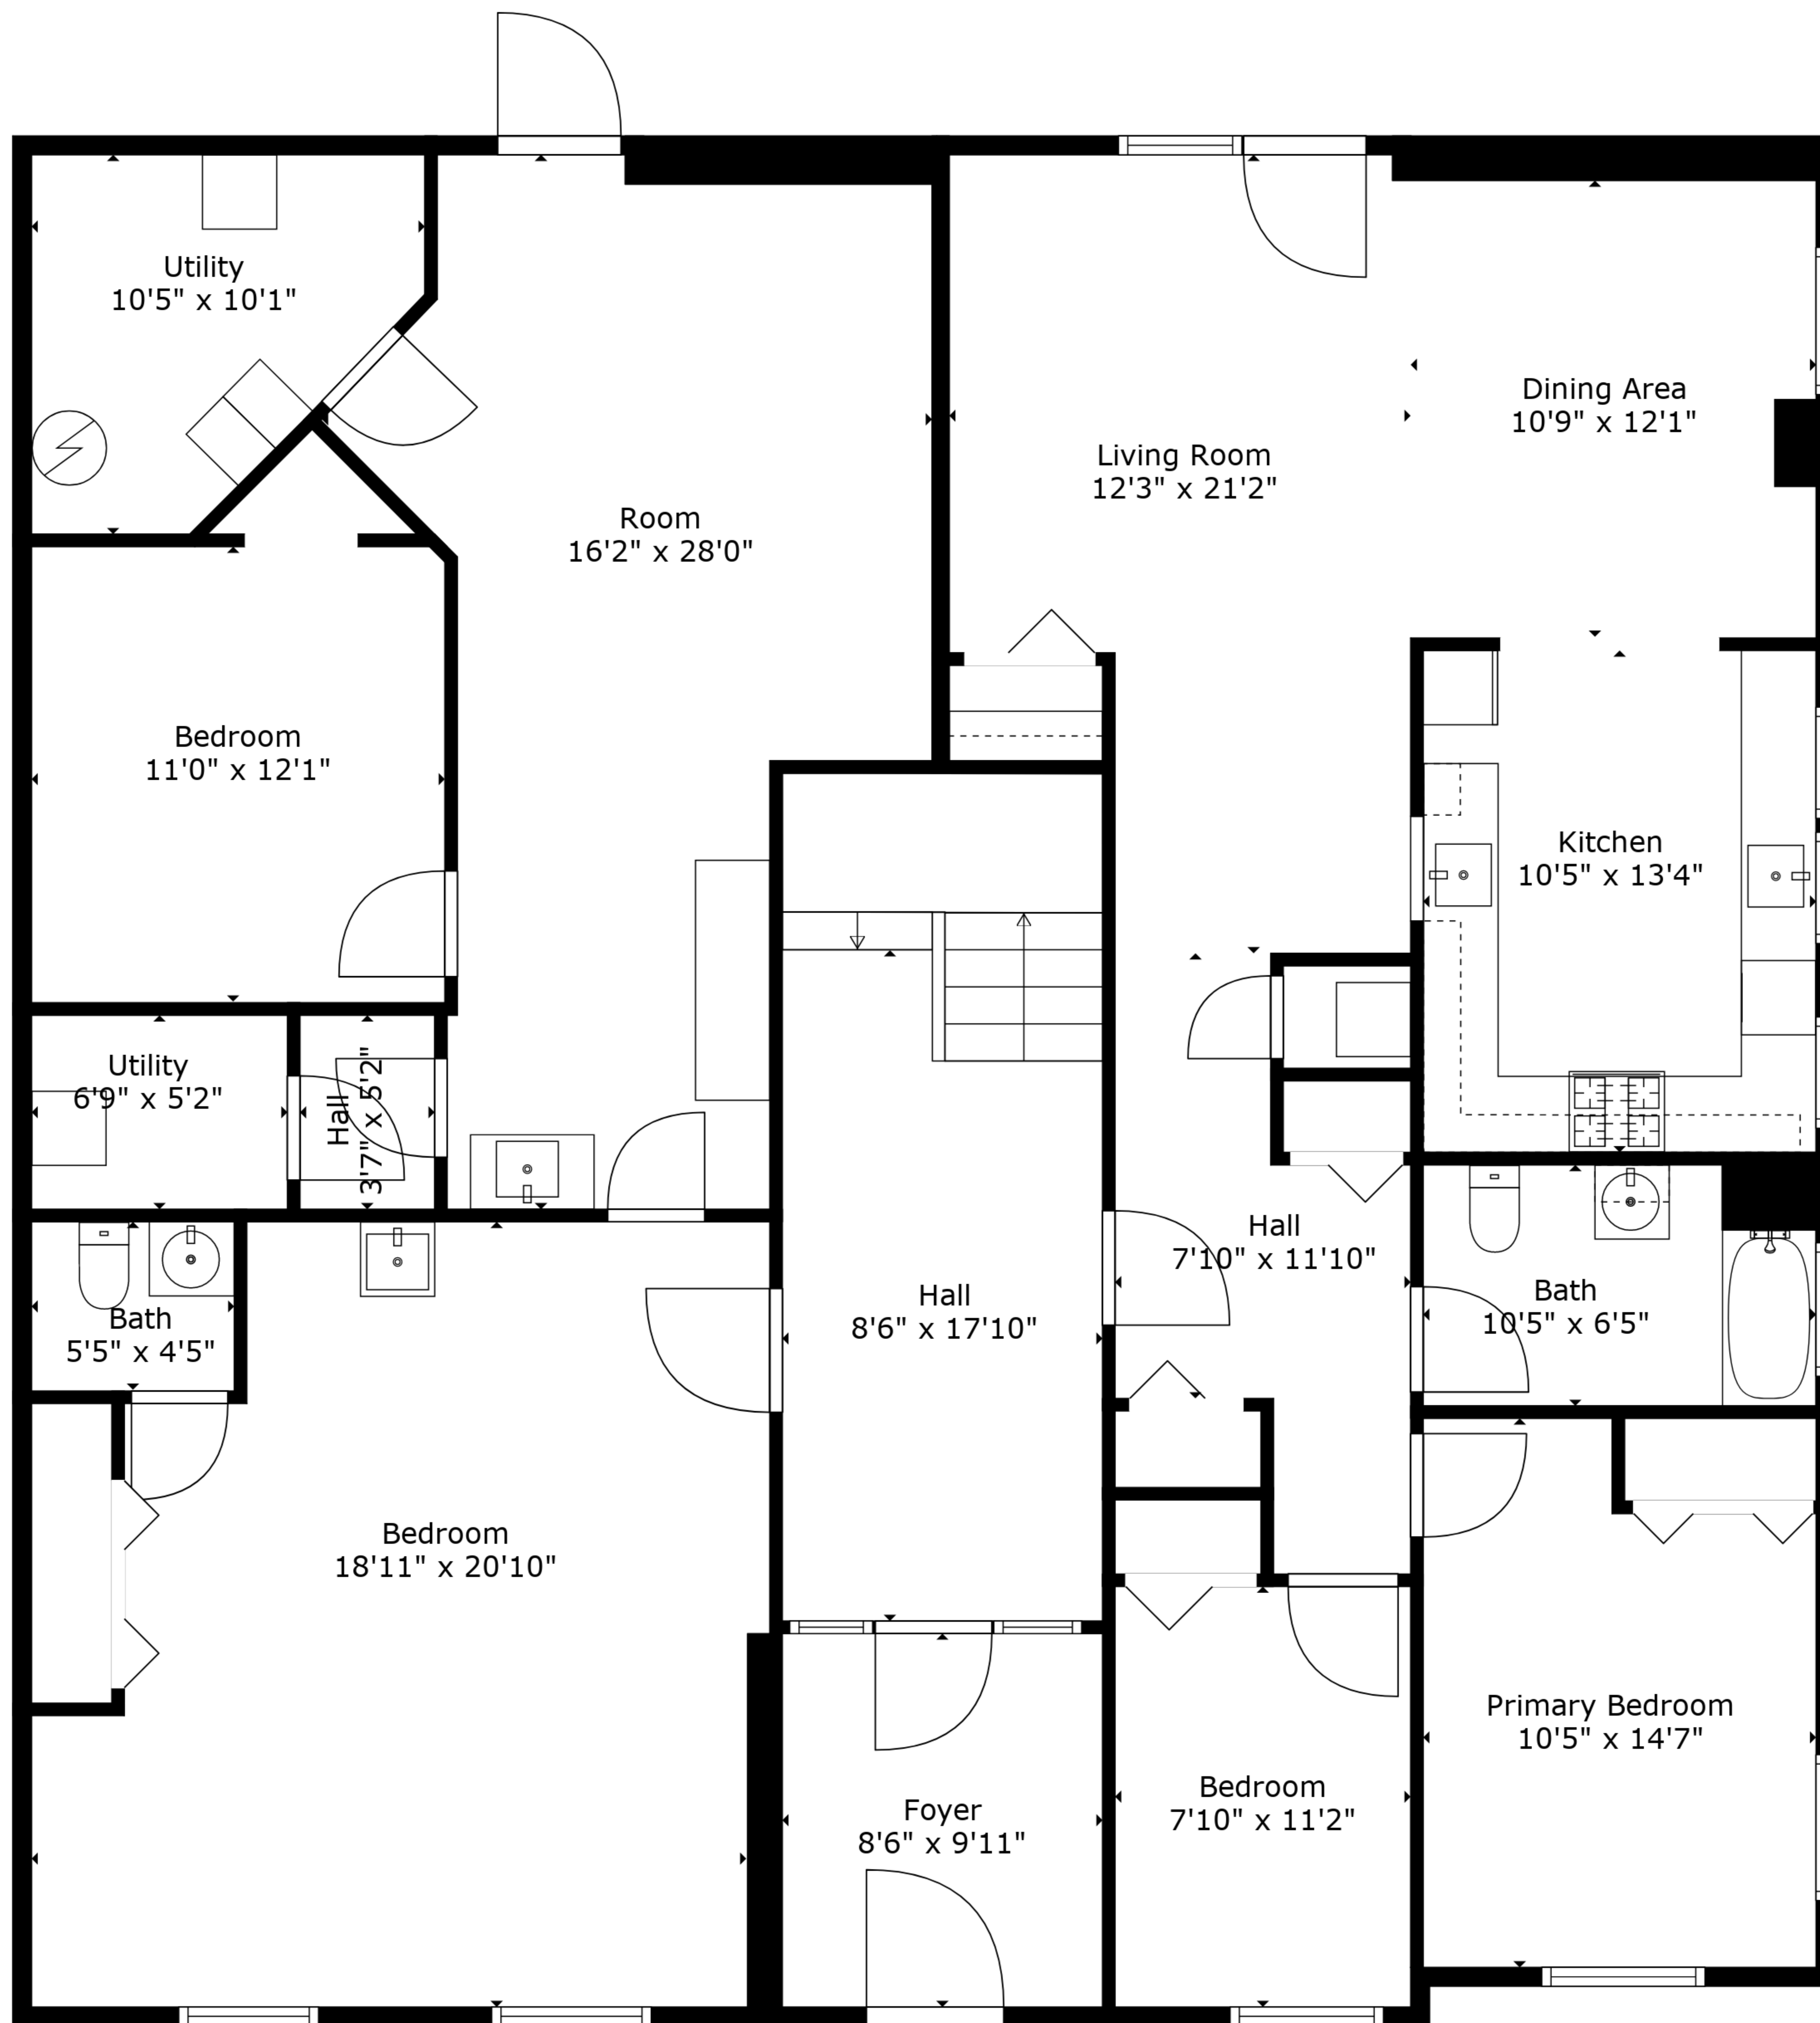 Utility
10'5" x 10'1"
Dining Area
10'9" x 12'1"
Living Room
12'3" x 21'2"
Room
16'2" x 28'0"
Bedroom
11'0" x 12'1"
Kitchen
10'5" x 13'4"
Utility
6'9" x 5'2"
Hall
3'7" x 5'2"
Hall
7'10" x 11'10"
Bath
10'5" x 6'5"
Hall
8'6" x 17'10"
Bath
5'5" x 4'5"
Bedroom
18'11" x 20'10"
Primary Bedroom
10'5" x 14'7"
Bedroom
7'10" x 11'2"
Foyer
8'6" x 9'11"